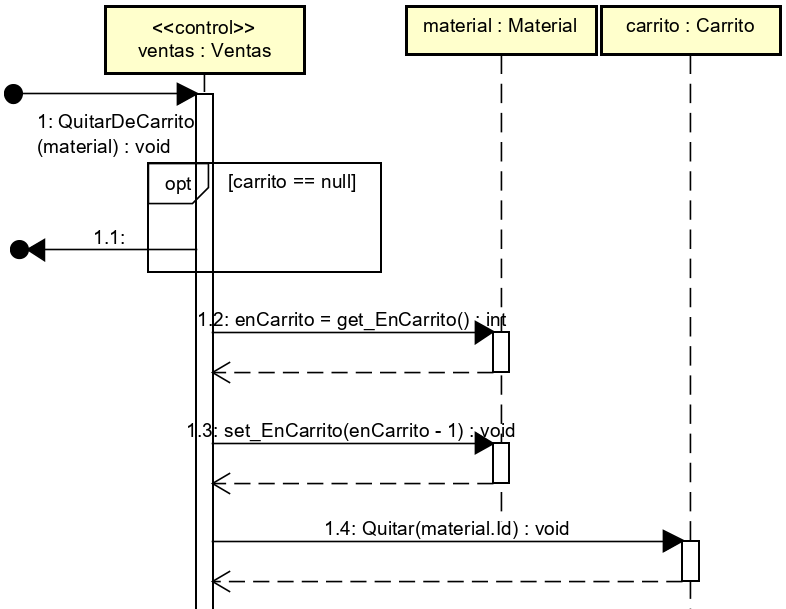 <<control>>
ventas : Ventas
material : Material
carrito : Carrito
1: QuitarDeCarrito
(material) : void
opt
[carrito == null]
1.1:
1.2: enCarrito = get_EnCarrito() : int
1.3: set_EnCarrito(enCarrito - 1) : void
1.4: Quitar(material.Id) : void